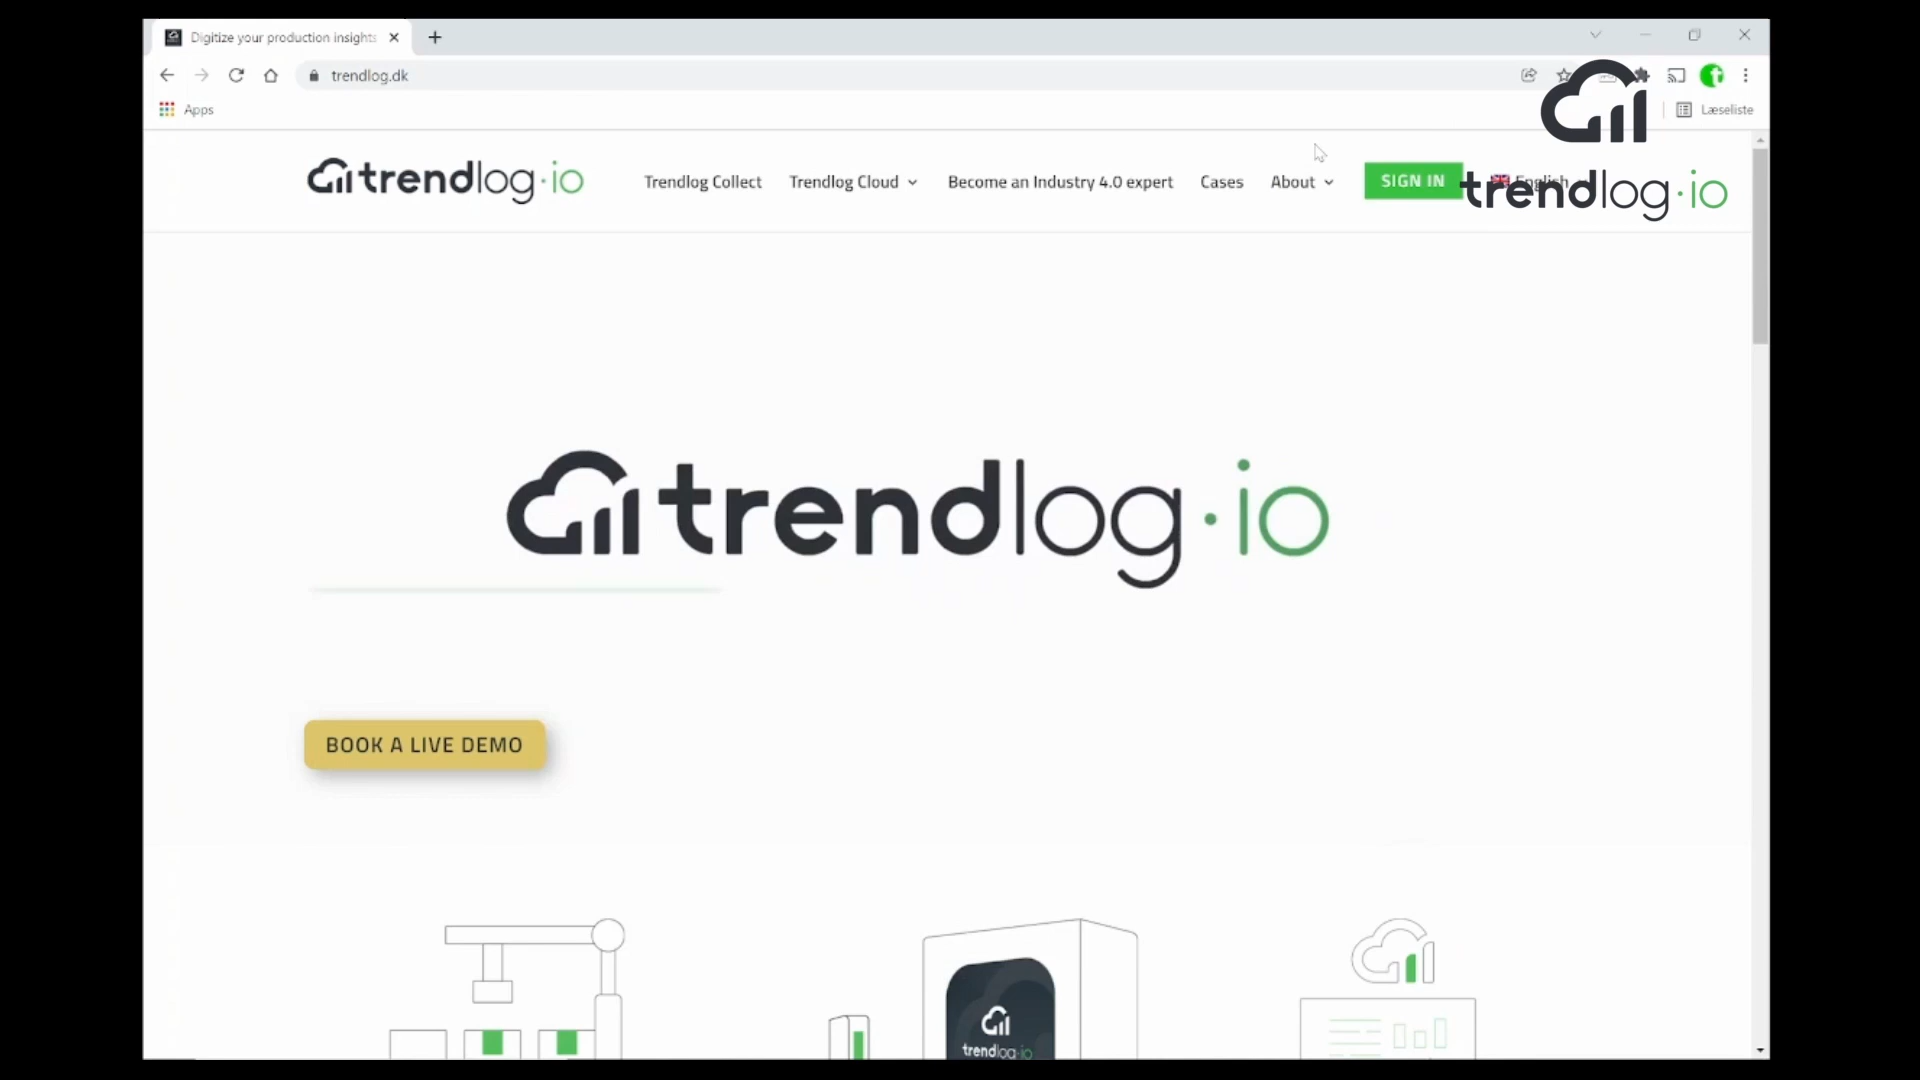 Digitize your production insights
trendlog.dk
Apps
Læseliste
trendlog·io
Trendlog Collect
Trendlog Cloud
Become an Industry 4.0 expert
Cases
About
SIGN IN
English
trendlog·io
trendlog·io
BOOK A LIVE DEMO
trendlog·io